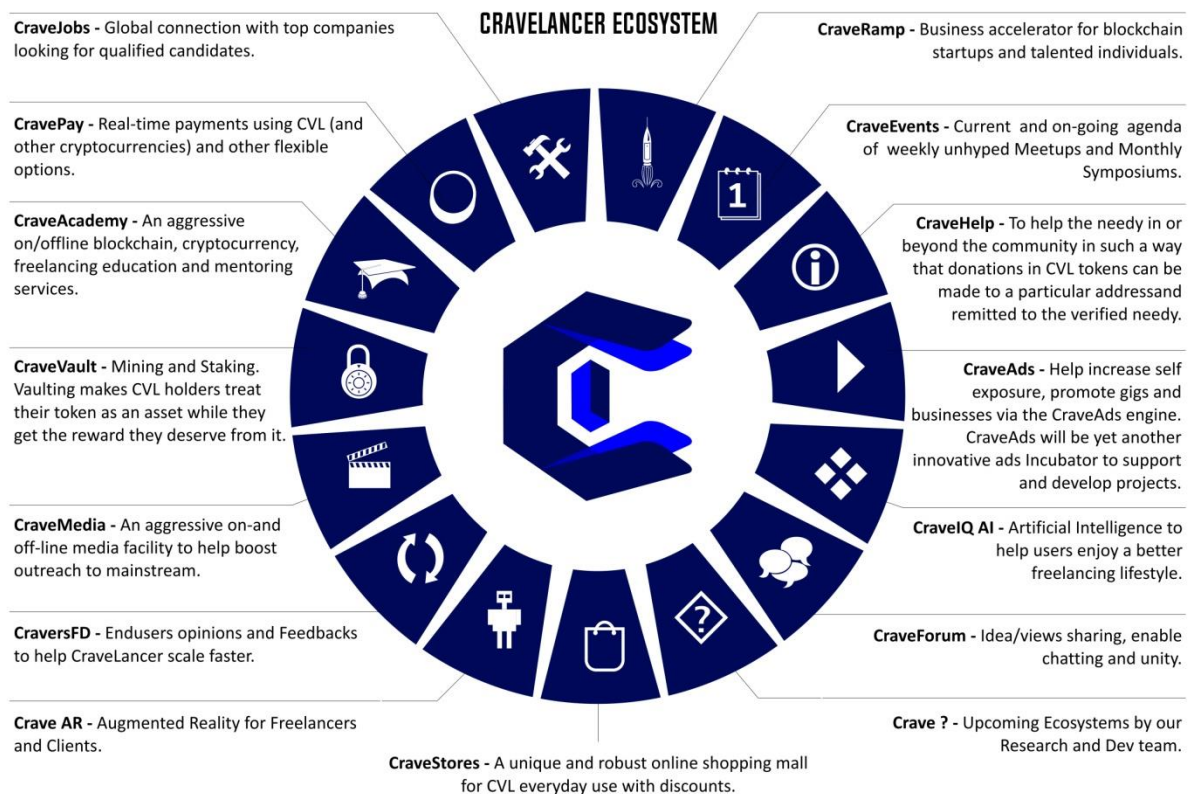 CRAVELANCER ECOSYSTEM
CraveJobs - Global connection with top companies
looking for qualified candidates.
CravePay - Real-time payments using CVL (and
other cryptocurrencies) and other flexible
options.
CraveAcademy - An aggressive
on/offline blockchain, cryptocurrency,
freelancing education and mentoring
services.
CraveVault - Mining and Staking.
Vaulting makes CVL holders treat
their token as an asset while they
get the reward they deserve from it.
CraveMedia - An aggressive on-and
off-line media facility to help boost
outreach to mainstream.
CraversFD - Endusers opinions and Feedbacks
to help CraveLancer scale faster.
Crave AR - Augmented Reality for Freelancers
and Clients.
CraveStores - A unique and robust online shopping mall
for CVL everyday use with discounts.
CraveRamp - Business accelerator for blockchain
startups and talented individuals.
CraveEvents - Current and on-going agenda
of weekly unhyped Meetups and Monthly
Symposiums.
CraveHelp - To help the needy in or
beyond the community in such a way
that donations in CVL tokens can be
made to a particular addressand
remitted to the verified needy.
CraveAds - Help increase self
exposure, promote gigs and
businesses via the CraveAds engine.
CraveAds will be yet another
innovative ads Incubator to support
and develop projects.
CraveIQ AI - Artificial Intelligence to
help users enjoy a better
freelancing lifestyle.
CraveForum - Idea/views sharing, enable
chatting and unity.
Crave ? - Upcoming Ecosystems by our
Research and Dev team.
1
i
?